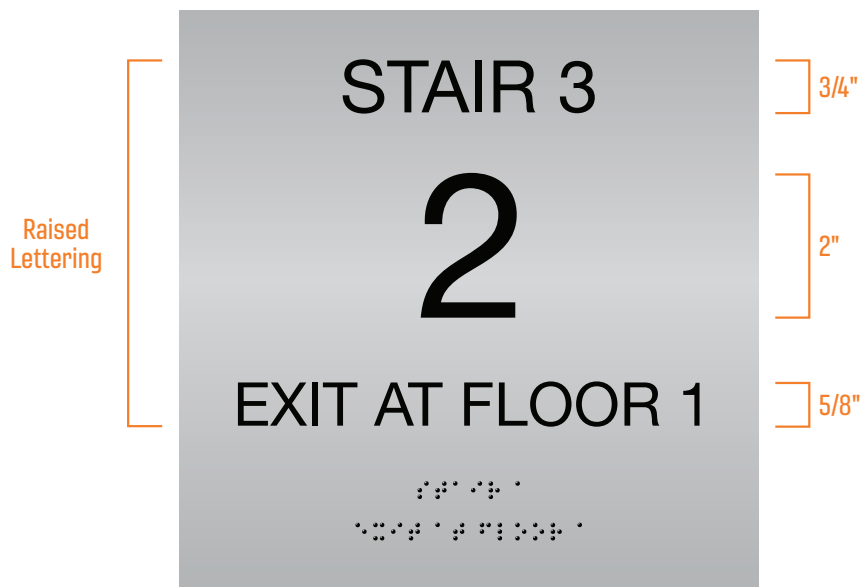 STAIR 3
3/4"
2
2"
Raised
Lettering
EXIT AT FLOOR 1
5/8"
⠎⠞⠁⠊⠗ ⠁
⠑⠭⠊⠞ ⠁⠞ ⠋⠇⠕⠕⠗ ⠁